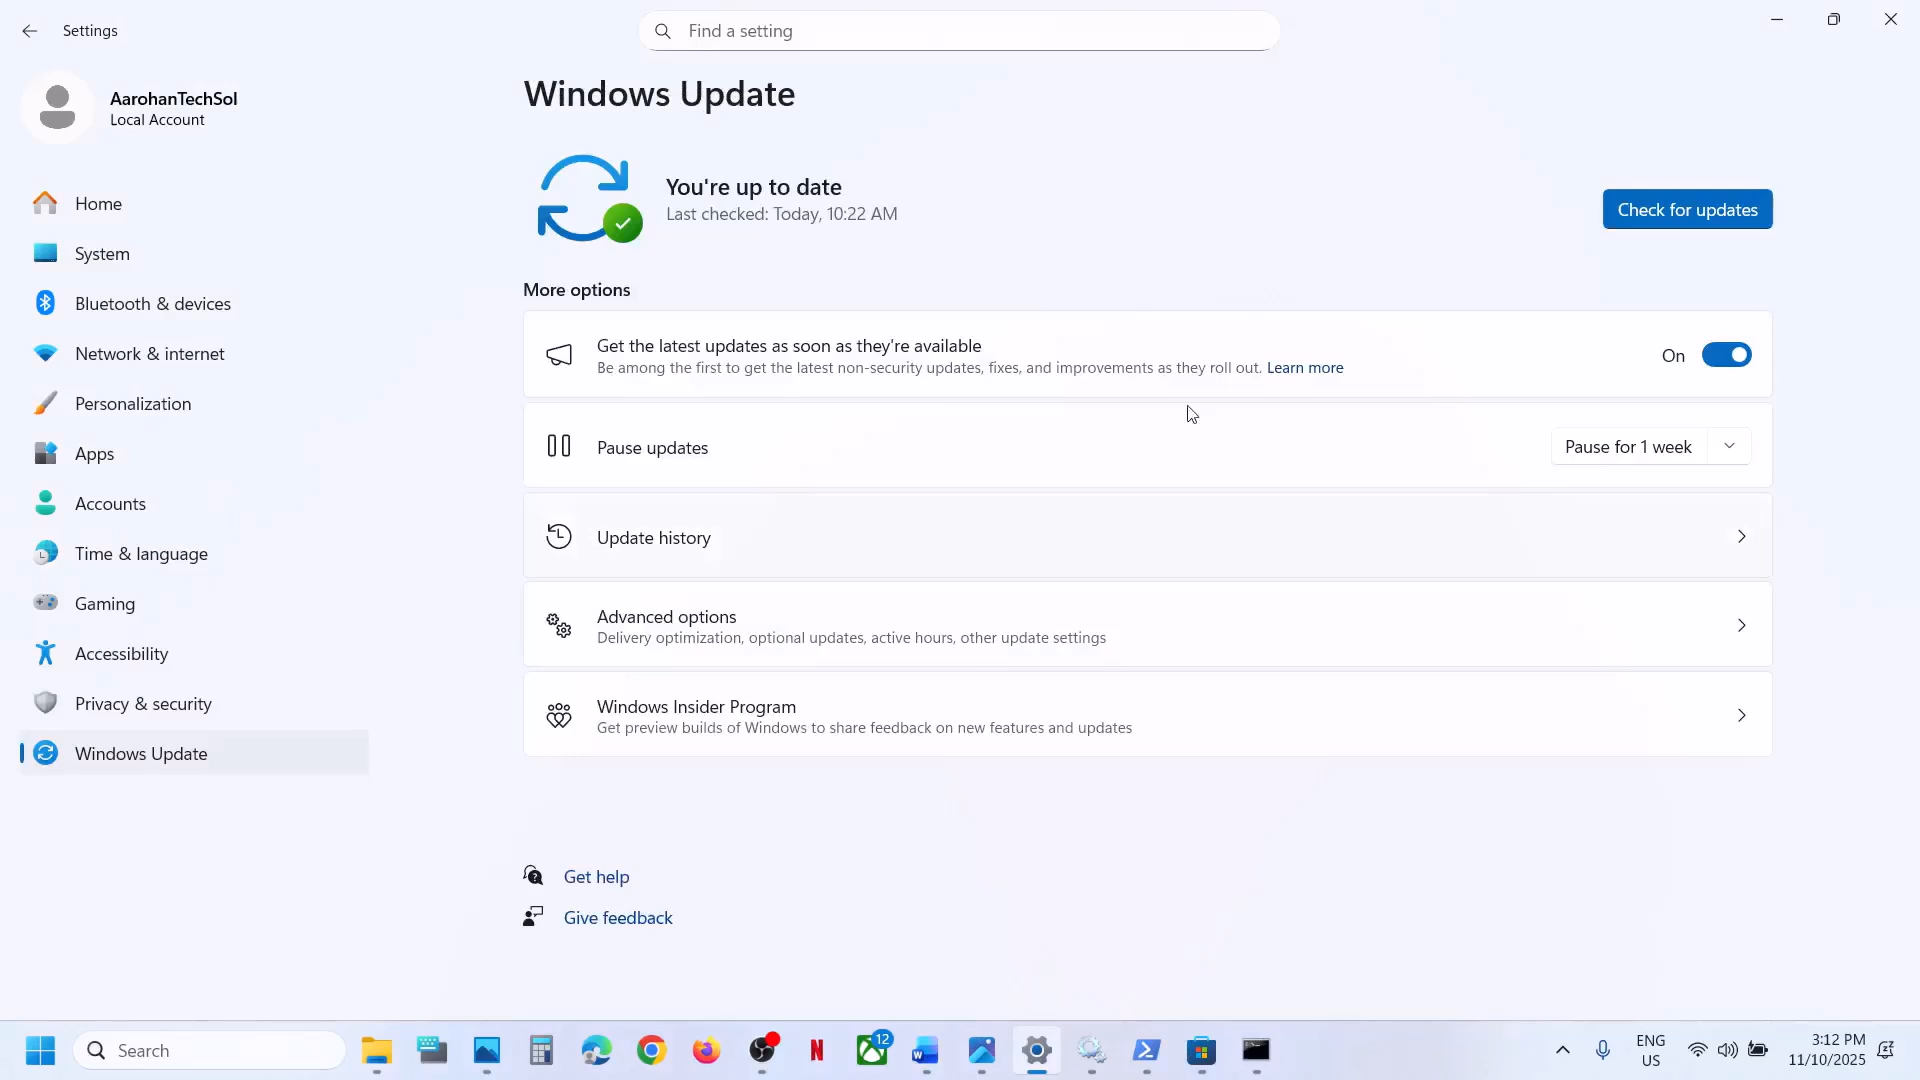 Settings
Find a setting
AarohanTechSol
Local Account
Home
System
Bluetooth & devices
Network & internet
Personalization
Apps
Accounts
Time & language
Gaming
Accessibility
Privacy & security
Windows Update
Windows Update
You're up to date
Last checked: Today, 10:22 AM
Check for updates
More options
Get the latest updates as soon as they're available
Be among the first to get the latest non-security updates, fixes, and improvements as they roll out. Learn more
On
Pause updates
Pause for 1 week
Update history
Advanced options
Delivery optimization, optional updates, active hours, other update settings
Windows Insider Program
Get preview builds of Windows to share feedback on new features and updates
Get help
Give feedback
Search
N
12
W
ENG
US
3:12 PM
11/10/2025